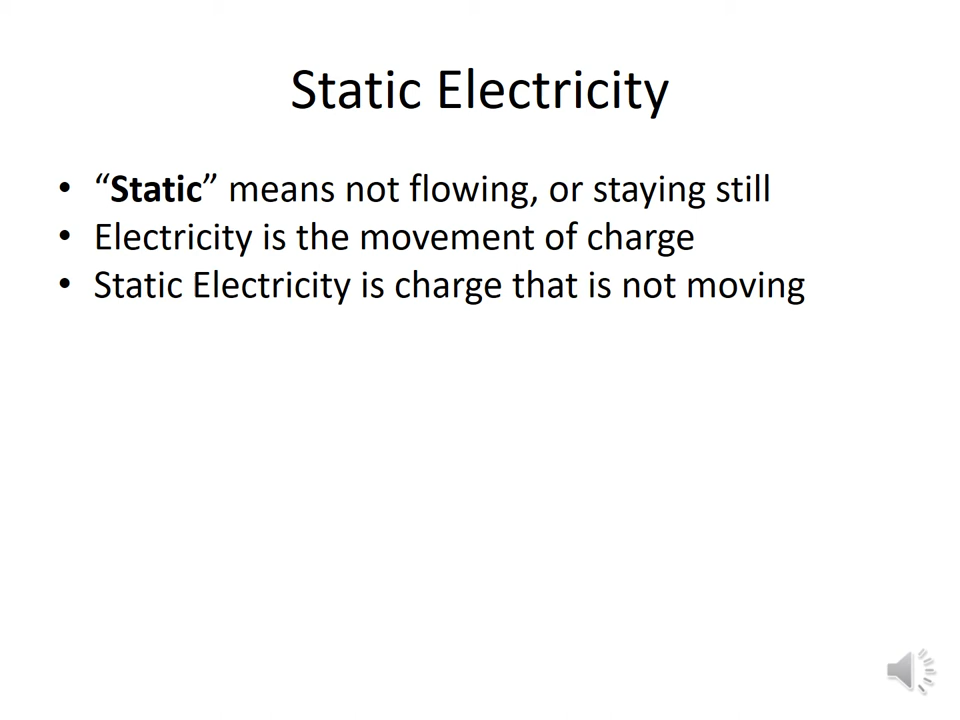 Static Electricity
• “Static” means not flowing, or staying still
• Electricity is the movement of charge
• Static Electricity is charge that is not moving